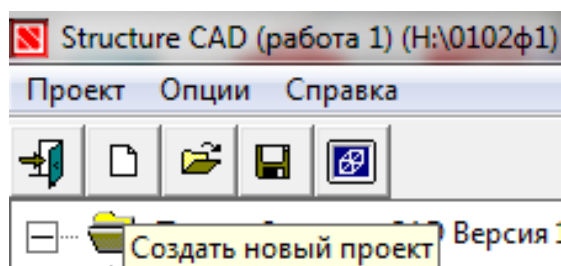 Structure CAD (работа 1) (H:\0102ф1)
Проект Опции Справка
Версия
Создать новый проект